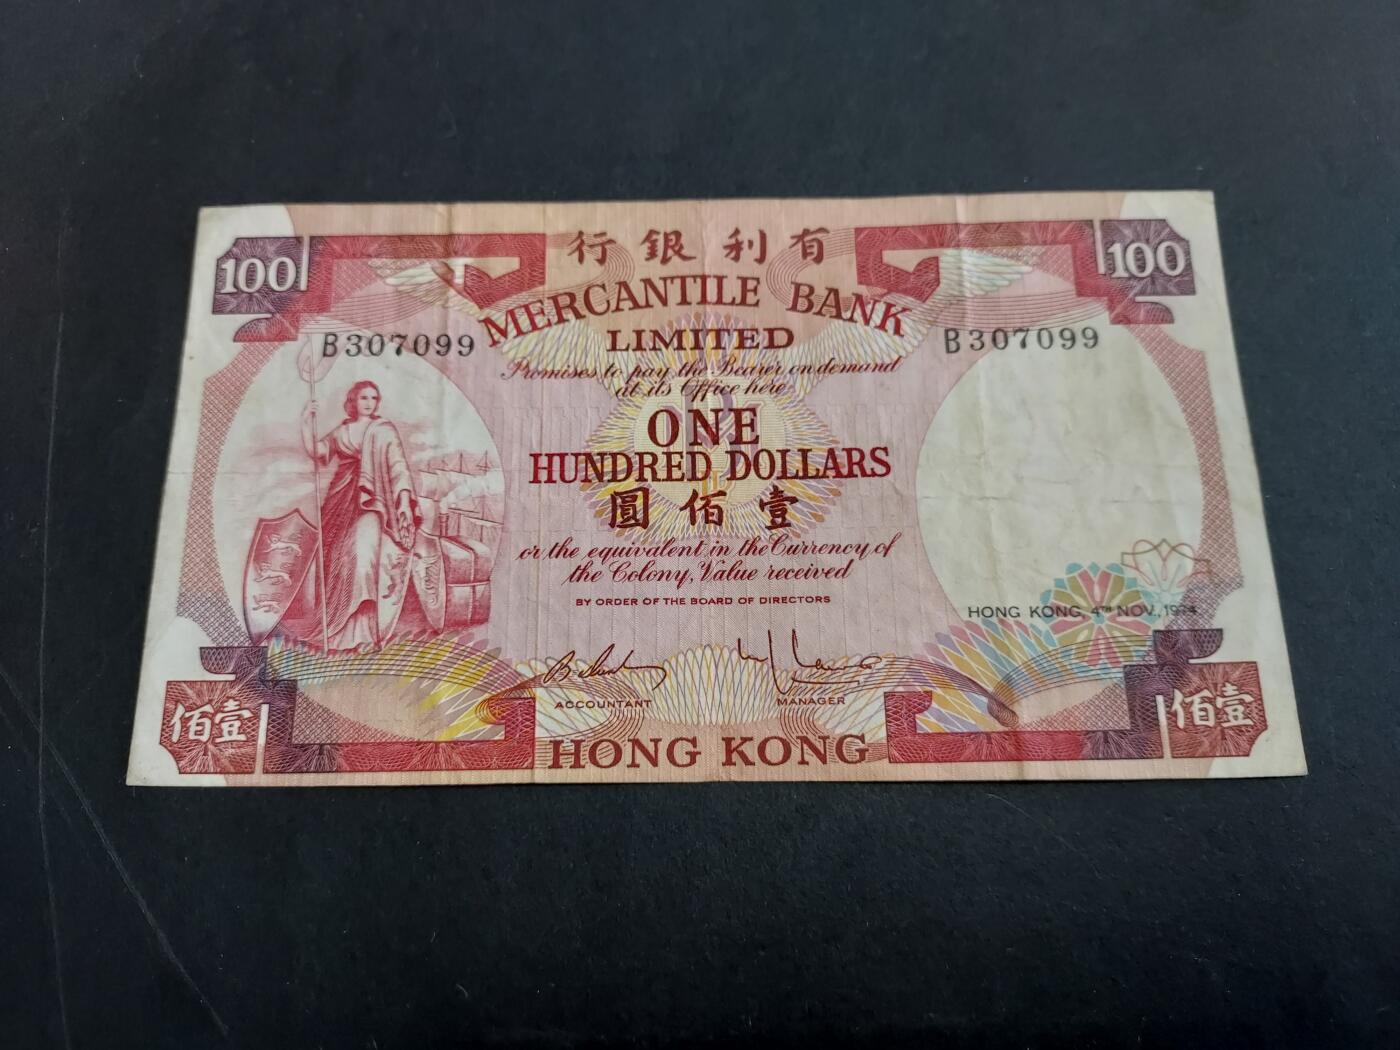 100
行銀利有
100
MERCANTILE BANK
B307099
LIMITED
B307099
Promises to pay the Bearer on demand
at its Office here
ONE
HUNDRED DOLLARS
圓佰壹
or the equivalent in the Currency of
the Colony, Value received
BY ORDER OF THE BOARD OF DIRECTORS
HONG KONG, 4TH NOV., 1974
ACCOUNTANT
MANAGER
佰壹
HONG KONG
佰壹